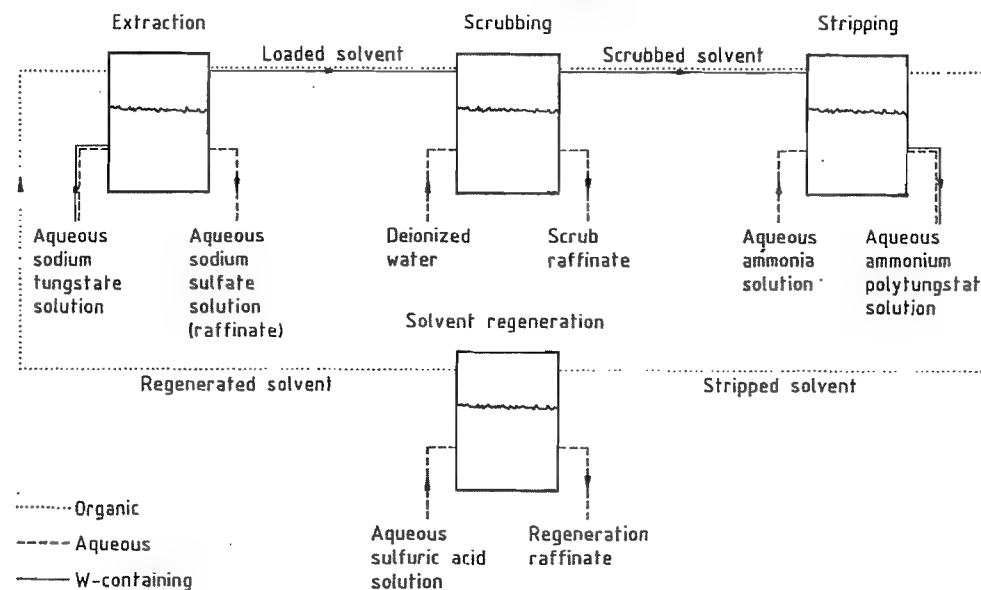 Extraction
Scrubbing
Stripping
Loaded solvent
Scrubbed solvent
Aqueous
sodium
tungstate
solution
Aqueous
sodium
sulfate
solution
(raffinate)
Deionized
water
Scrub
raffinate
Aqueous
ammonia
solution
Aqueous
ammonium
polytungstat
solution
Solvent regeneration
Regenerated solvent
Stripped solvent
Aqueous
sulfuric acid
solution
Regeneration
raffinate
Organic
Aqueous
W-containing